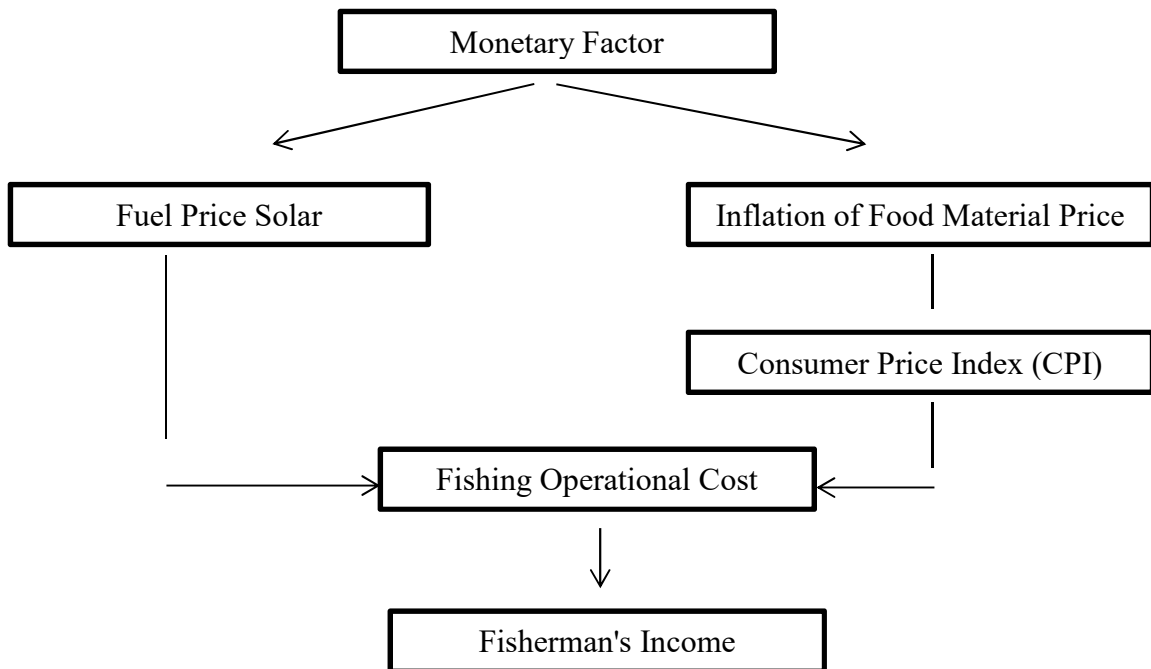 Monetary Factor
Fuel Price Solar
Inflation of Food Material Price
Consumer Price Index (CPI)
Fishing Operational Cost
Fisherman's Income